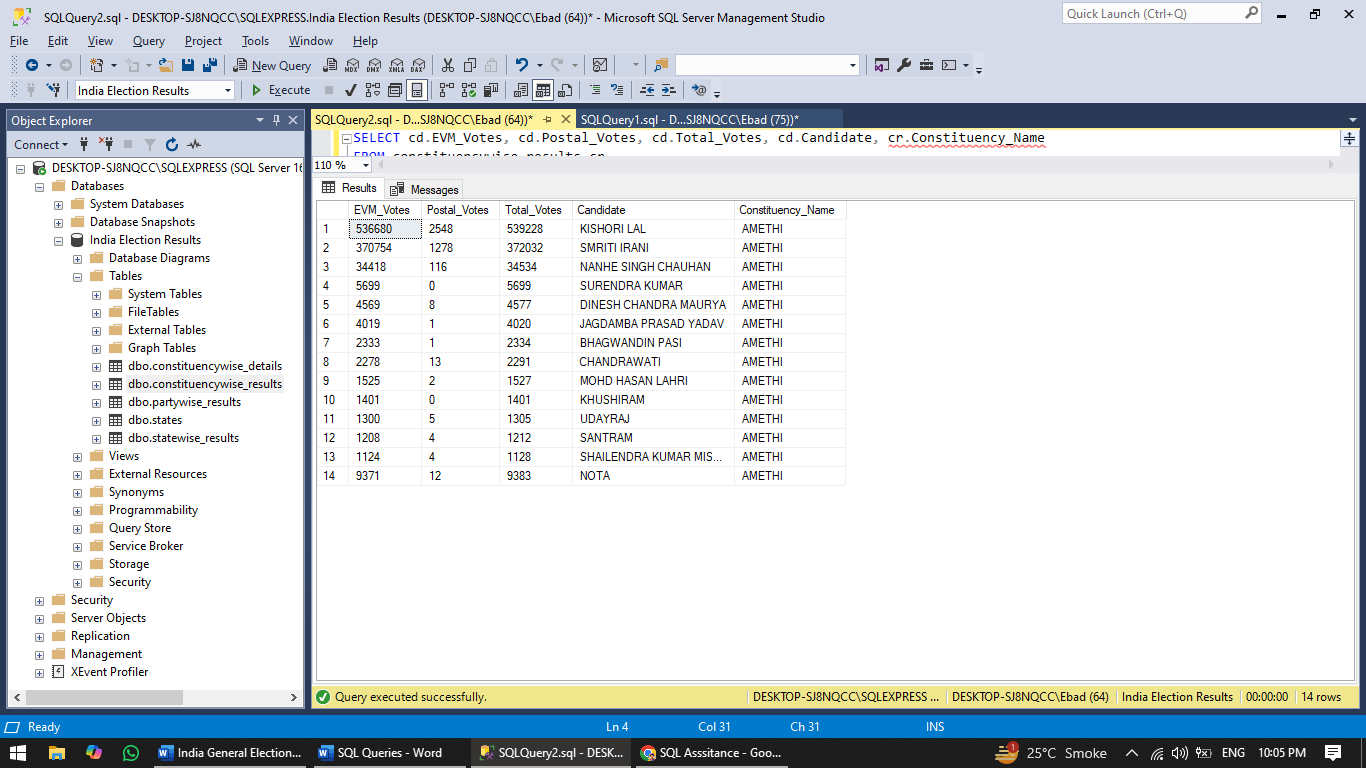 SQLQuery2.sql - DESKTOP-SJ8NQCC\SQLEXPRESS.India Election Results (DESKTOP-SJ8NQCC\Ebad (64))* - Microsoft SQL Server Management Studio
Quick Launch (Ctrl+Q)
File Edit View Query Project Tools Window Help
New Query MDX DMX XMLA DAX
India Election Results Execute
Object Explorer
Connect
DESKTOP-SJ8NQCC\SQLEXPRESS (SQL Server 16
Databases
System Databases
Database Snapshots
India Election Results
Database Diagrams
Tables
System Tables
FileTables
External Tables
Graph Tables
dbo.constituencywise_details
dbo.constituencywise_results
dbo.partywise_results
dbo.states
dbo.statewise_results
Views
External Resources
Synonyms
Programmability
Query Store
Service Broker
Storage
Security
Security
Server Objects
Replication
Management
XEvent Profiler
SQLQuery2.sql - D...SJ8NQCC\Ebad (64))* SQLQuery1.sql - D...SJ8NQCC\Ebad (75))*
SELECT cd.EVM_Votes, cd.Postal_Votes, cd.Total_Votes, cd.Candidate, cr.Constituency_Name
FROM constituencywise_results cr
110 %
Results Messages
EVM_Votes Postal_Votes Total_Votes Candidate Constituency_Name
1 536680 2548 539228 KISHORI LAL AMETHI
2 370754 1278 372032 SMRITI IRANI AMETHI
3 34418 116 34534 NANHE SINGH CHAUHAN AMETHI
4 5699 0 5699 SURENDRA KUMAR AMETHI
5 4569 8 4577 DINESH CHANDRA MAURYA AMETHI
6 4019 1 4020 JAGDAMBA PRASAD YADAV AMETHI
7 2333 1 2334 BHAGWANDIN PASI AMETHI
8 2278 13 2291 CHANDRAWATI AMETHI
9 1525 2 1527 MOHD HASAN LAHRI AMETHI
10 1401 0 1401 KHUSHIRAM AMETHI
11 1300 5 1305 UDAYRAJ AMETHI
12 1208 4 1212 SANTRAM AMETHI
13 1124 4 1128 SHAILENDRA KUMAR MIS... AMETHI
14 9371 12 9383 NOTA AMETHI
Query executed successfully. DESKTOP-SJ8NQCC\SQLEXPRESS ... DESKTOP-SJ8NQCC\Ebad (64) India Election Results 00:00:00 14 rows
Ready Ln 4 Col 31 Ch 31 INS
India General Election... SQL Queries - Word SQLQuery2.sql - DESK... SQL Asssitance - Goo... 1 25°C Smoke ENG 10:05 PM